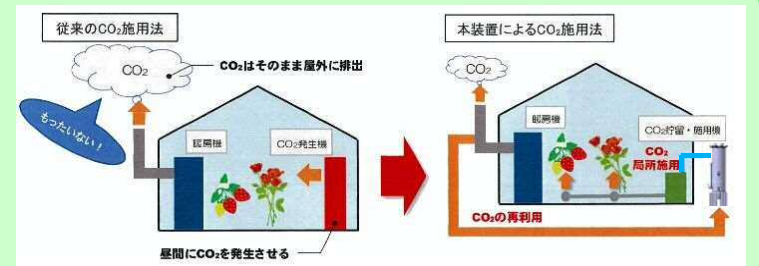 従来のCO₂施用法
CO₂
CO₂はそのまま屋外に排出
もったいない！
暖房機
CO₂発生機
昼間にCO₂を発生させる
本装置によるCO₂施用法
CO₂
暖房機
CO₂貯留・施用機
CO₂
局所施用
CO₂の再利用